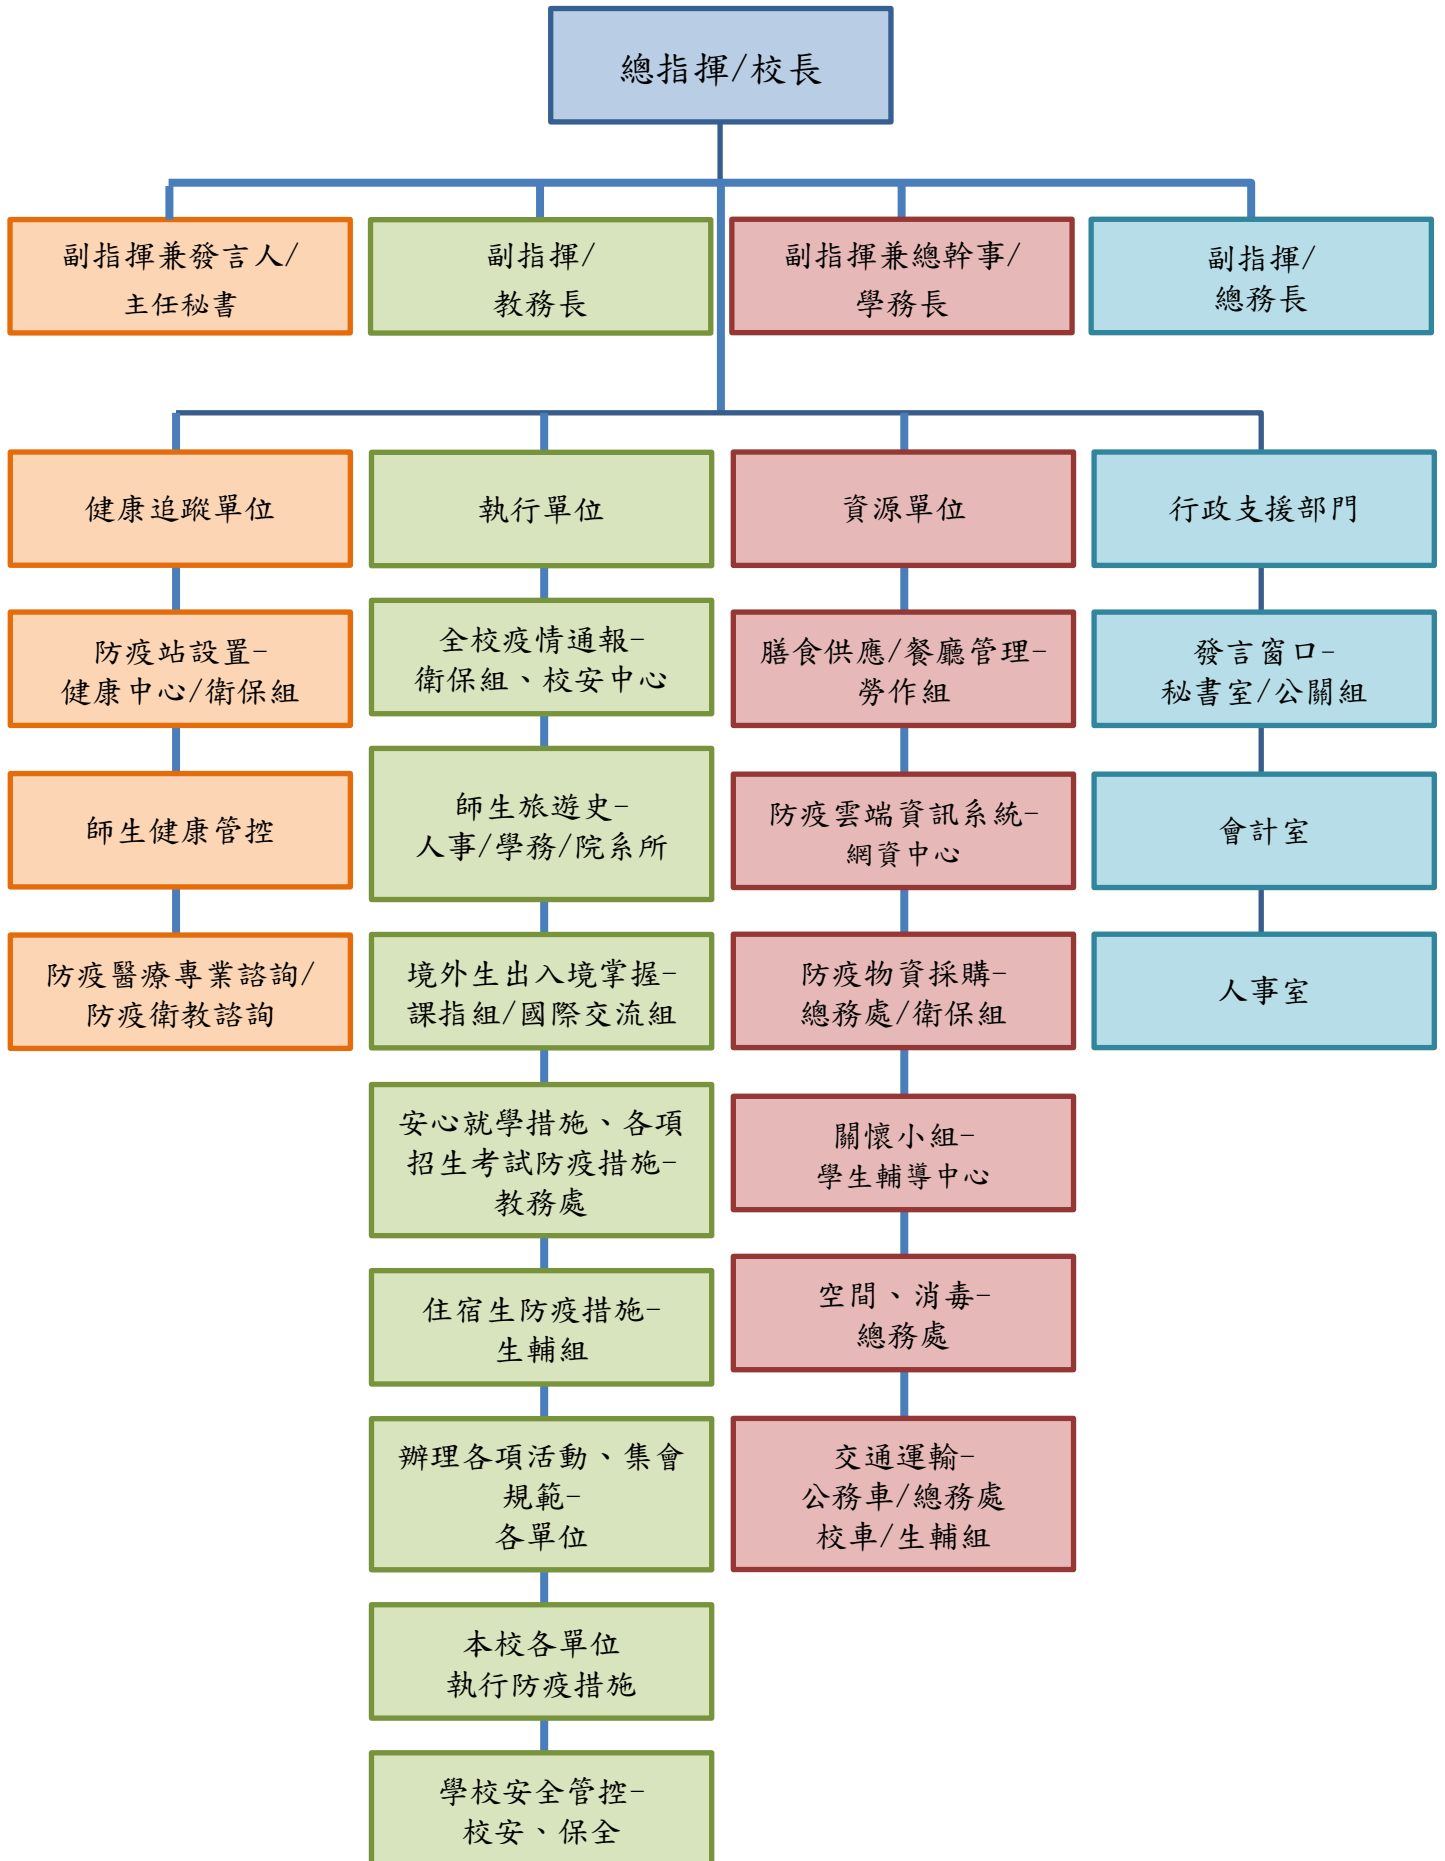 總指揮/校長
副指揮兼發言人/
主任秘書
副指揮/
教務長
副指揮兼總幹事/
學務長
副指揮/
總務長
健康追蹤單位
防疫站設置-
健康中心/衛保組
師生健康管控
防疫醫療專業諮詢/
防疫衛教諮詢
執行單位
全校疫情通報-
衛保組、校安中心
師生旅遊史-
人事/學務/院系所
境外生出入境掌握-
課指組/國際交流組
安心就學措施、各項
招生考試防疫措施-
教務處
住宿生防疫措施-
生輔組
辦理各項活動、集會
規範-
各單位
本校各單位
執行防疫措施
學校安全管控-
校安、保全
資源單位
膳食供應/餐廳管理-
勞作組
防疫雲端資訊系統-
網資中心
防疫物資採購-
總務處/衛保組
關懷小組-
學生輔導中心
空間、消毒-
總務處
交通運輸-
公務車/總務處
校車/生輔組
行政支援部門
發言窗口-
秘書室/公關組
會計室
人事室